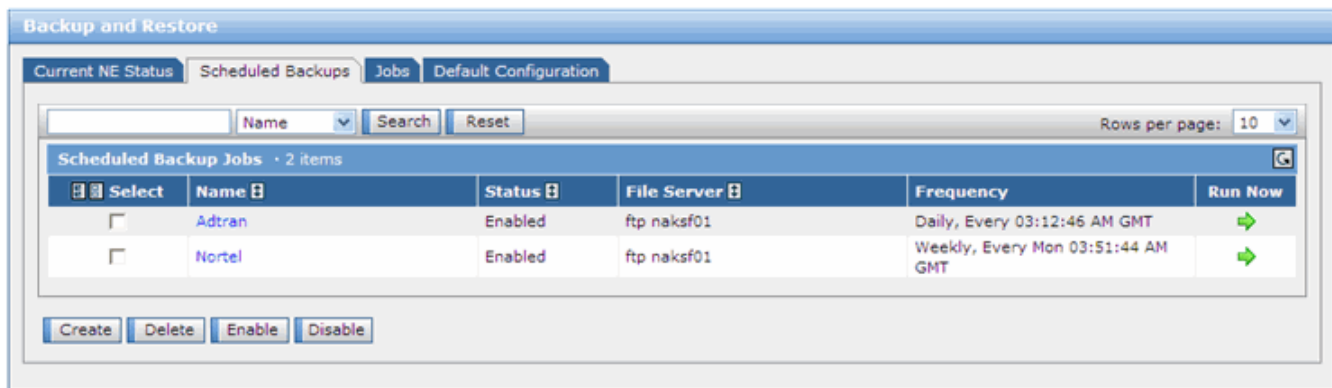 Backup and Restore
Current NE Status Scheduled Backups Jobs Default Configuration
Name Search Reset Rows per page: 10
Scheduled Backup Jobs · 2 items
Select Name Status File Server Frequency Run Now
Adtran Enabled ftp naksf01 Daily, Every 03:12:46 AM GMT
Nortel Enabled ftp naksf01 Weekly, Every Mon 03:51:44 AM
GMT
Create Delete Enable Disable